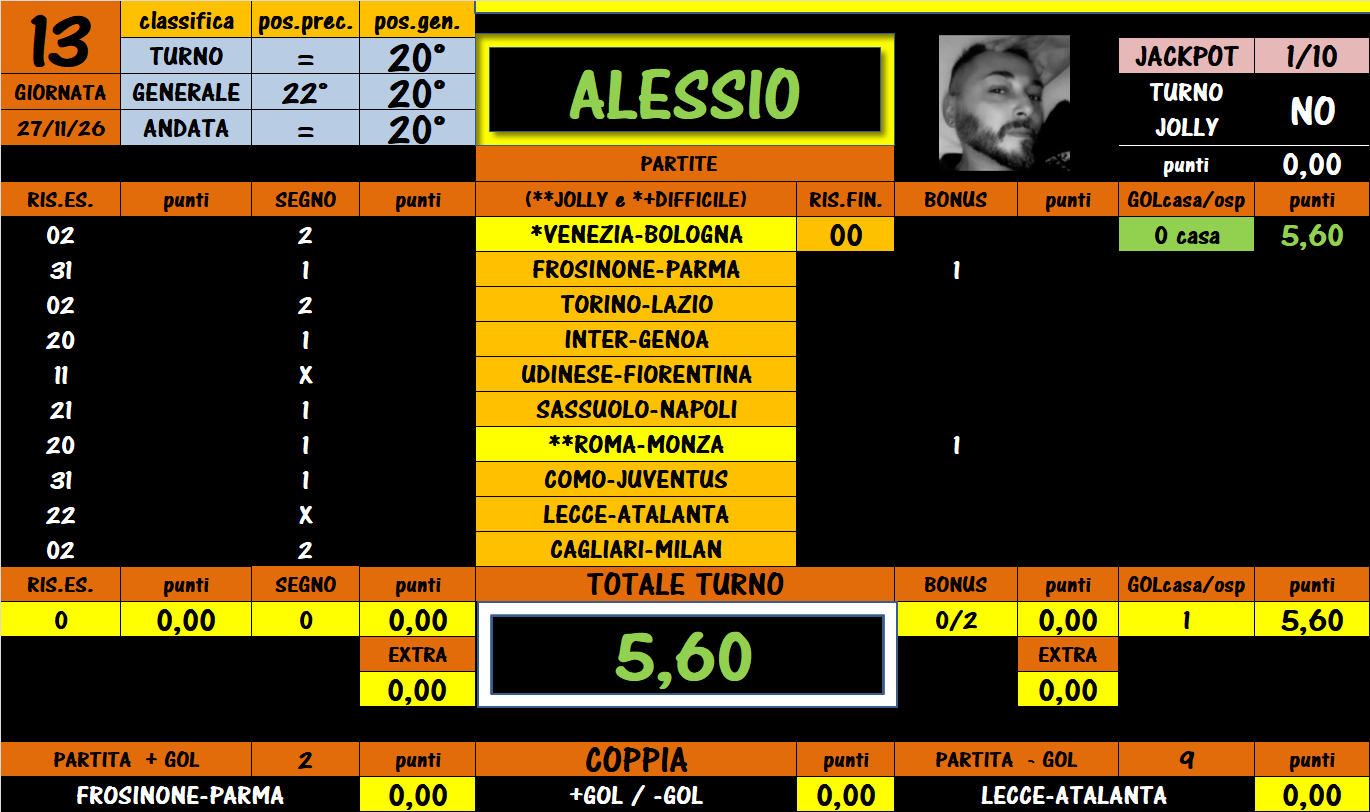 13 classifica pos.prec. pos.gen.
TURNO = 20° ALESSIO JACKPOT 1/10
GIORNATA GENERALE 22° 20° TURNO JOLLY NO
27/11/26 ANDATA = 20°
PARTITE punti 0,00
RIS.ES. punti SEGNO punti (**JOLLY e *+DIFFICILE) RIS.FIN. BONUS punti GOLcasa/osp punti
02 2 *VENEZIA-BOLOGNA 00 0 casa 5,60
31 1 FROSINONE-PARMA 1
02 2 TORINO-LAZIO
20 1 INTER-GENOA
11 X UDINESE-FIORENTINA
21 1 SASSUOLO-NAPOLI
20 1 **ROMA-MONZA 1
31 1 COMO-JUVENTUS
22 X LECCE-ATALANTA
02 2 CAGLIARI-MILAN
RIS.ES. punti SEGNO punti TOTALE TURNO BONUS punti GOLcasa/osp punti
0 0,00 0 0,00 5,60 0/2 0,00 1 5,60
EXTRA EXTRA
0,00 0,00
PARTITA + GOL 2 punti COPPIA punti PARTITA - GOL 9 punti
FROSINONE-PARMA 0,00 +GOL / -GOL 0,00 LECCE-ATALANTA 0,00